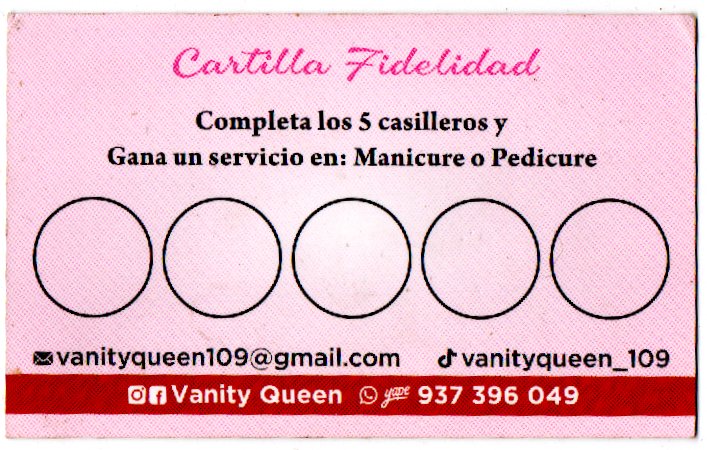 Cartilla Fidelidad
Completa los 5 casilleros y
Gana un servicio en: Manicure o Pedicure
vanityqueen109@gmail.com vanityqueen_109
Vanity Queen yape 937 396 049